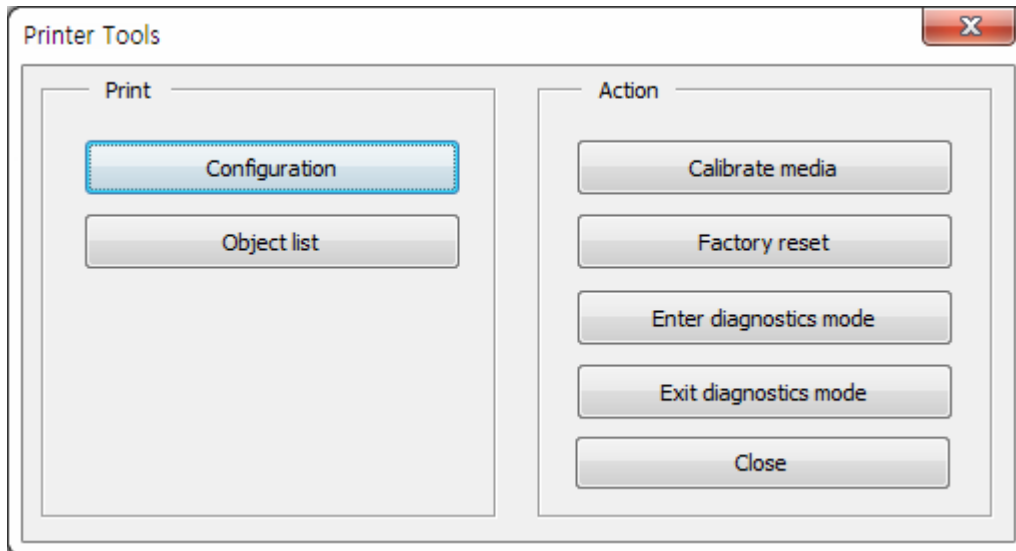 Printer Tools
Print
Configuration
Object list
Action
Calibrate media
Factory reset
Enter diagnostics mode
Exit diagnostics mode
Close